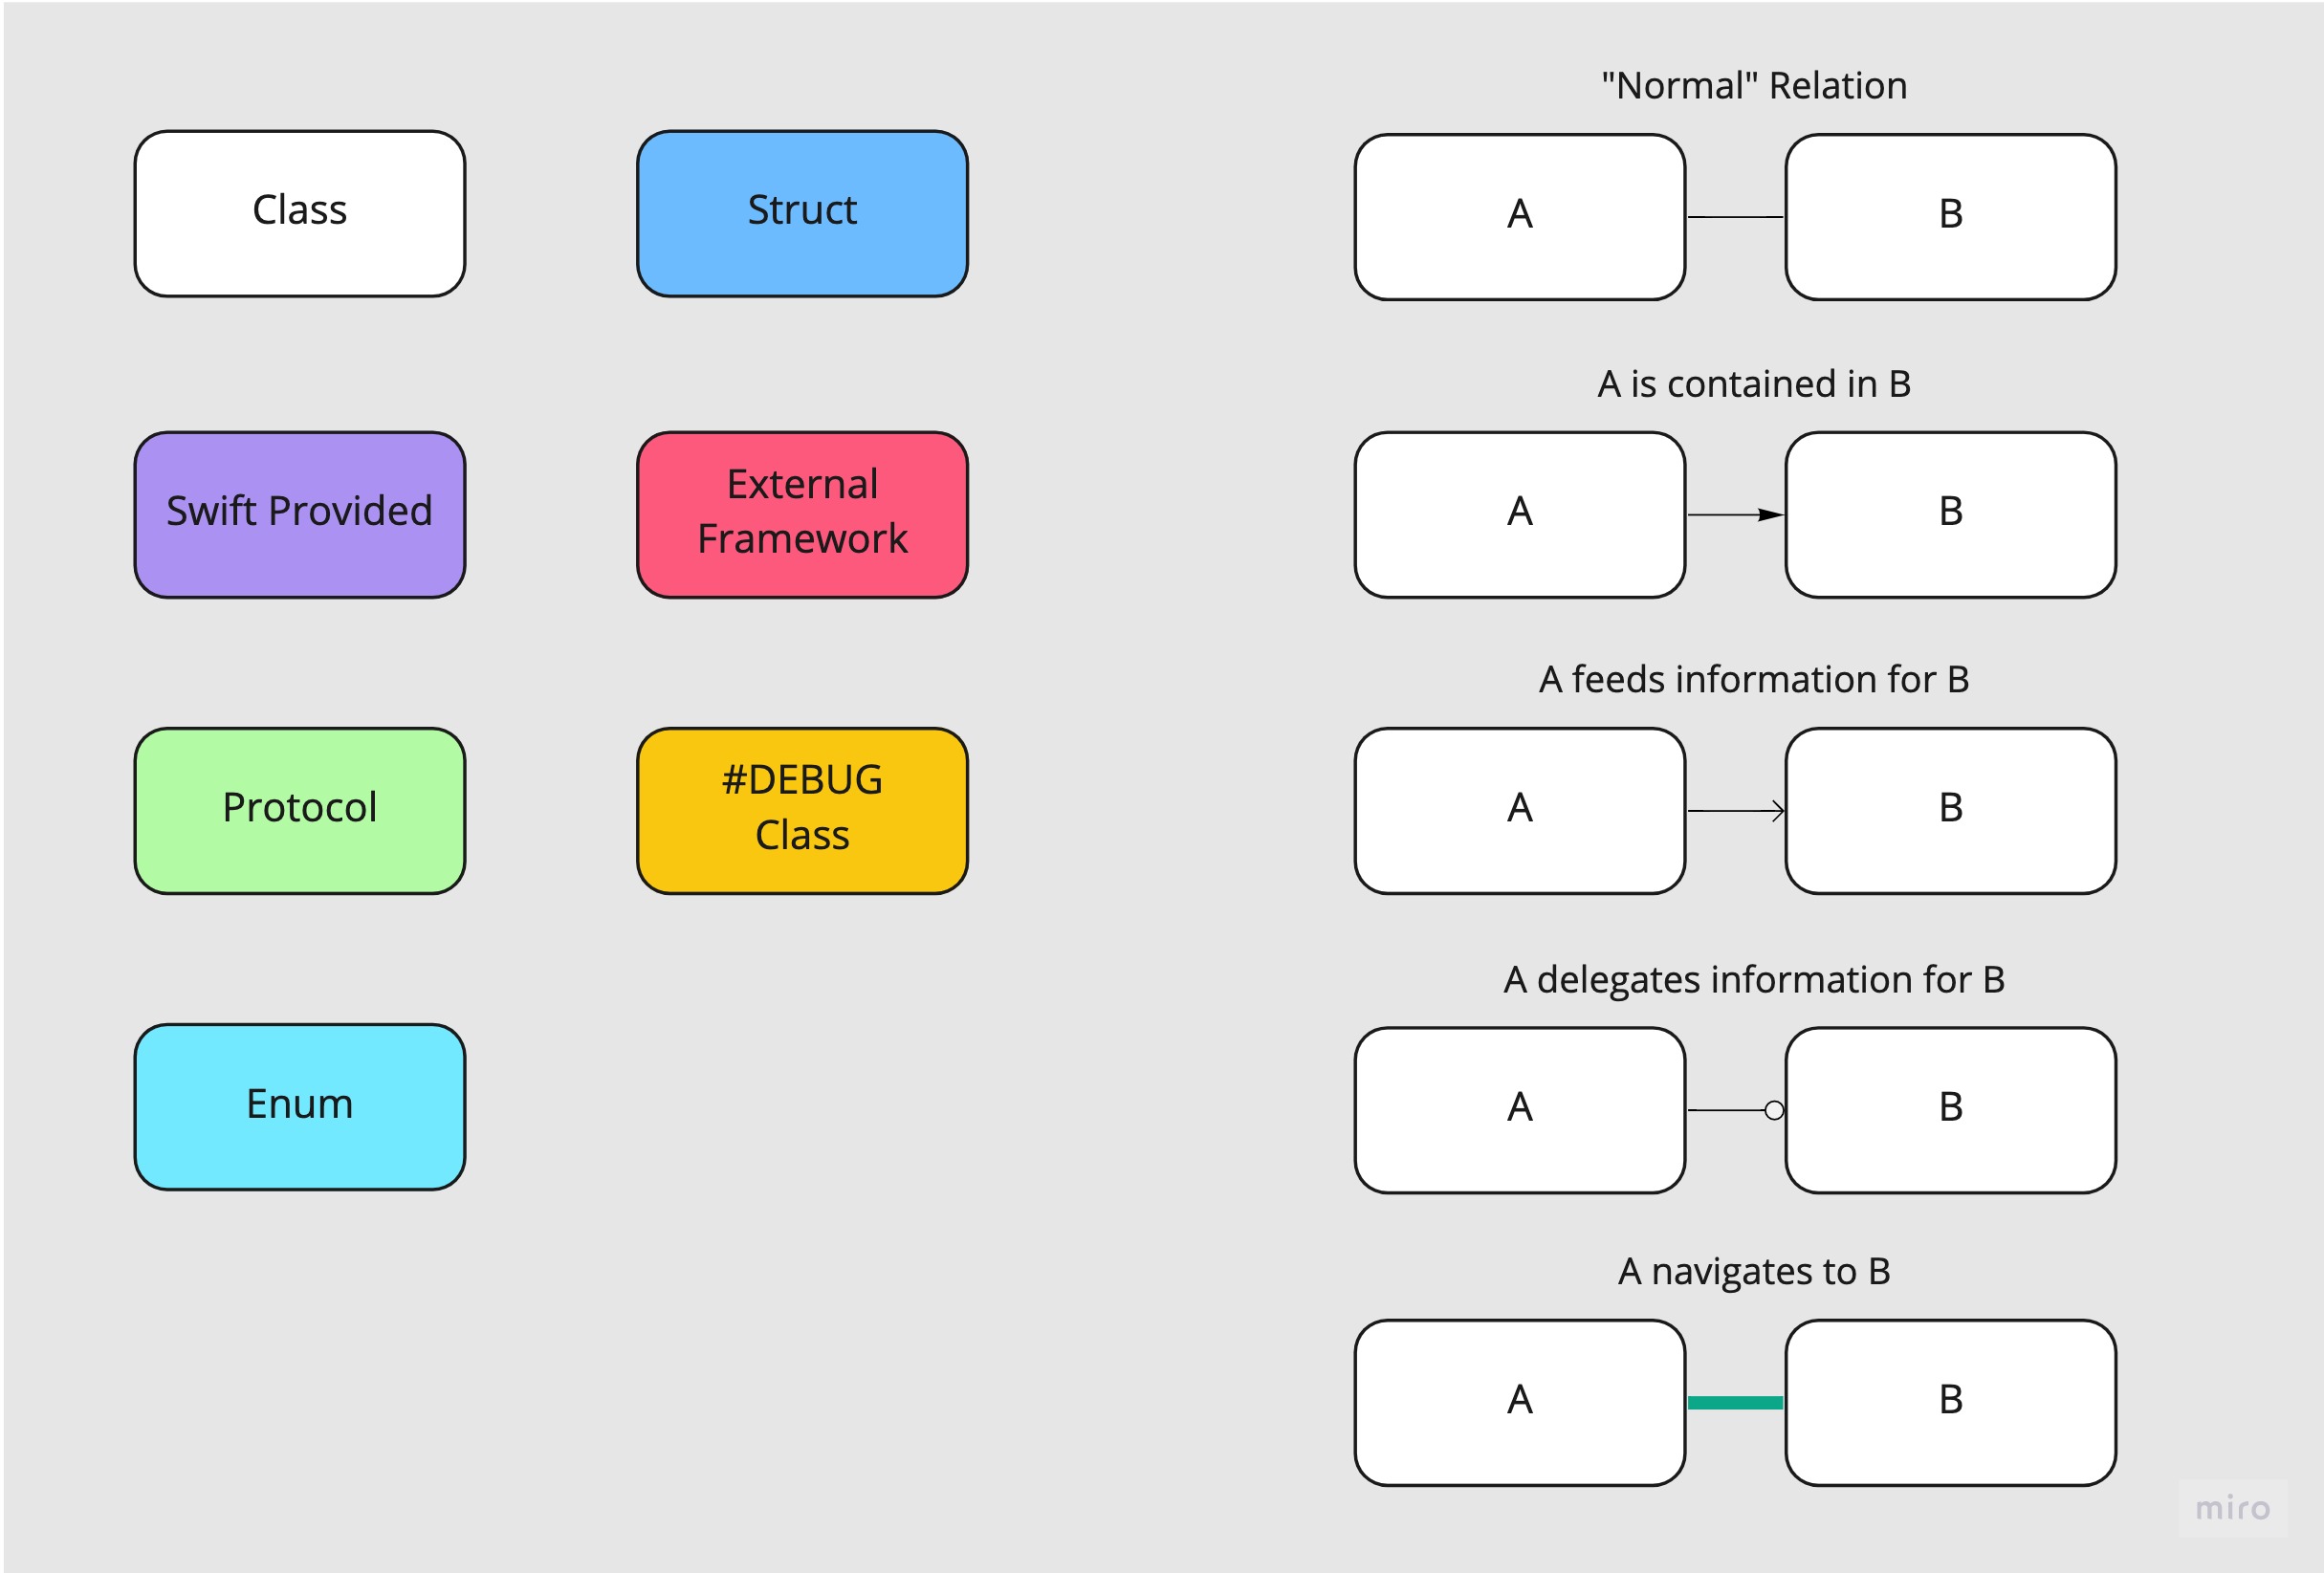 Class
Struct
Swift Provided
External
Framework
Protocol
#DEBUG
Class
Enum
"Normal" Relation
A
B
A is contained in B
A
B
A feeds information for B
A
B
A delegates information for B
A
B
A navigates to B
A
B
miro